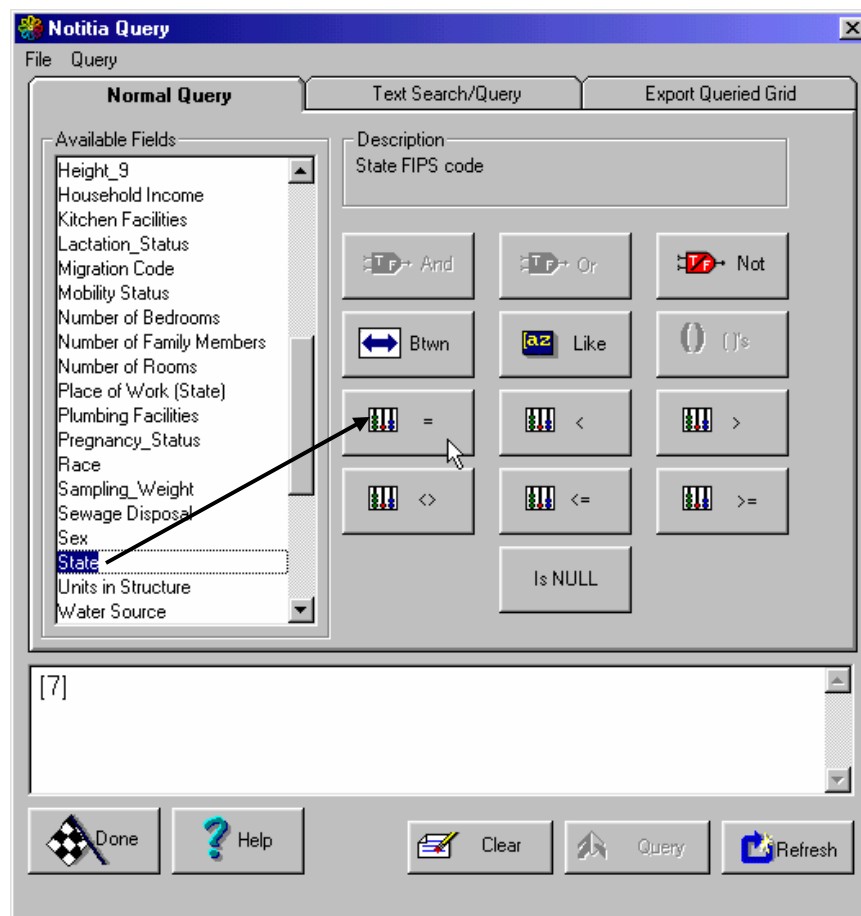 Notitia Query
File Query
Normal Query
Text Search/Query
Export Queried Grid
Available Fields
Height_9
Household Income
Kitchen Facilities
Lactation_Status
Migration Code
Mobility Status
Number of Bedrooms
Number of Family Members
Number of Rooms
Place of Work (State)
Plumbing Facilities
Pregnancy_Status
Race
Sampling_Weight
Sewage Disposal
Sex
State
Units in Structure
Water Source
Description
State FIPS code
T F And
T F Or
T F Not
Btwn
az Like
() ()'s
=
<
>
<>
<=
>=
Is NULL
[7]
Done
? Help
Clear
Query
Refresh